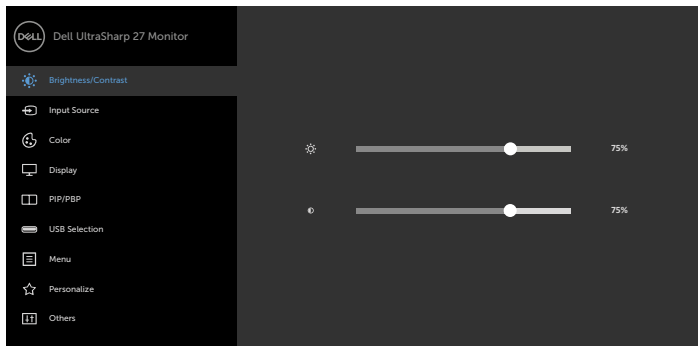 DELL
Dell UltraSharp 27 Monitor
Brightness/Contrast
Input Source
Color
Display
PIP/PBP
USB Selection
Menu
Personalize
Others
75%
75%